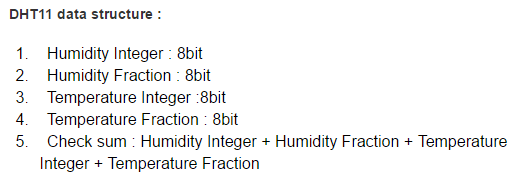 DHT11 data structure :
1. Humidity Integer : 8bit
2. Humidity Fraction : 8bit
3. Temperature Integer :8bit
4. Temperature Fraction : 8bit
5. Check sum : Humidity Integer + Humidity Fraction + Temperature
Integer + Temperature Fraction